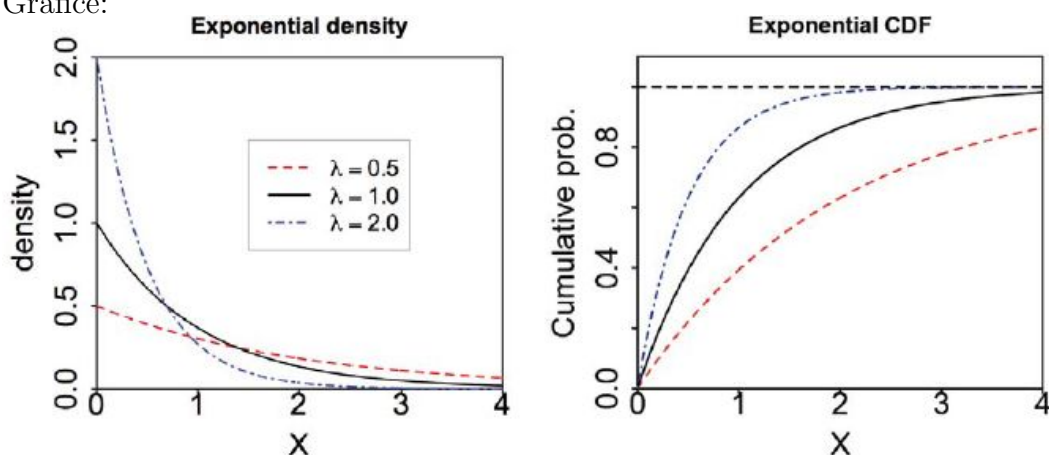 Grafice:
Exponential density
density
0.0 0.5 1.0 1.5 2.0
λ = 0.5
λ = 1.0
λ = 2.0
0 1 2 3 4
X
Exponential CDF
Cumulative prob.
0.0 0.4 0.8
0 1 2 3 4
X